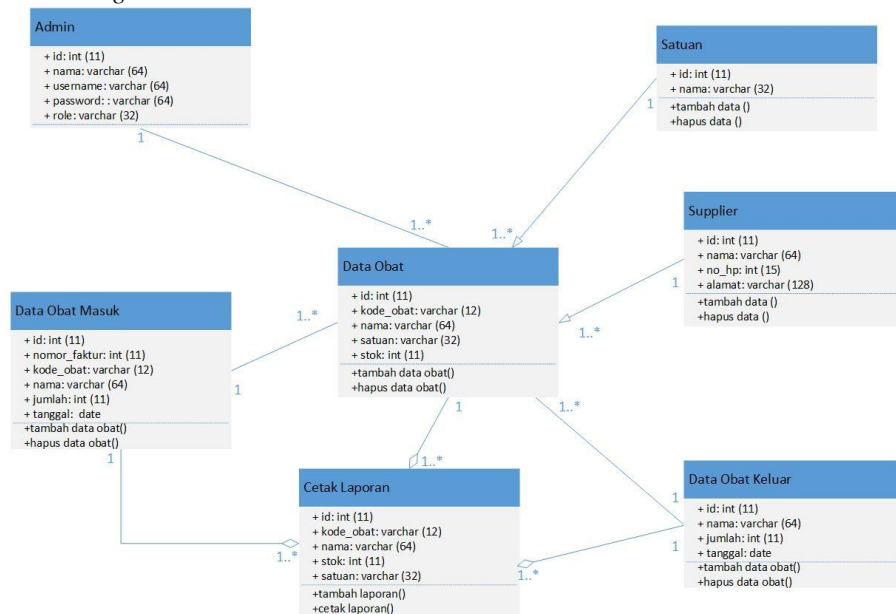 Admin
+ id: int (11)
+ nama: varchar (64)
+ username: varchar (64)
+ password: : varchar (64)
+ role: varchar (32)
1
1..*
Satuan
+ id: int (11)
+ nama: varchar (32)
+tambah data ()
+hapus data ()
1
1..*
Supplier
+ id: int (11)
+ nama: varchar (64)
+ no_hp: int (15)
+ alamat: varchar (128)
+tambah data ()
+hapus data ()
1
1..*
Data Obat
+ id: int (11)
+ kode_obat: varchar (12)
+ nama: varchar (64)
+ satuan: varchar (32)
+ stok: int (11)
+tambah data obat()
+hapus data obat()
1
1..*
1..*
Data Obat Masuk
+ id: int (11)
+ nomor_faktur: int (11)
+ kode_obat: varchar (12)
+ nama: varchar (64)
+ jumlah: int (11)
+ tanggal: date
+tambah data obat()
+hapus data obat()
1
1
1..*
Cetak Laporan
+ id: int (11)
+ kode_obat: varchar (12)
+ nama: varchar (64)
+ stok: int (11)
+ satuan: varchar (32)
+tambah laporan()
+cetak laporan()
1..*
1..*
Data Obat Keluar
+ id: int (11)
+ nama: varchar (64)
+ jumlah: int (11)
+ tanggal: date
+tambah data obat()
+hapus data obat()
1
1